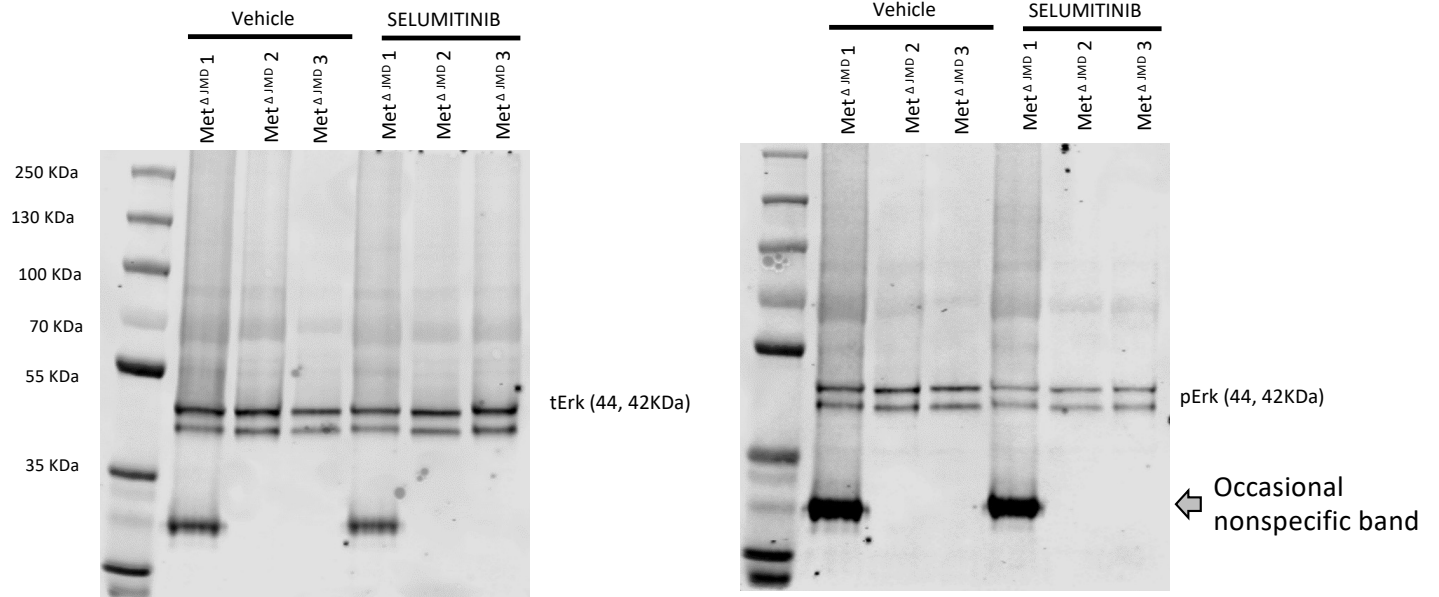 Vehicle
SELUMITINIB
Met Δ JMD 1
Met Δ JMD 2
Met Δ JMD 3
Met Δ JMD 1
Met Δ JMD 2
Met Δ JMD 3
250 KDa
130 KDa
100 KDa
70 KDa
55 KDa
35 KDa
tErk (44, 42KDa)
Vehicle
SELUMITINIB
Met Δ JMD 1
Met Δ JMD 2
Met Δ JMD 3
Met Δ JMD 1
Met Δ JMD 2
Met Δ JMD 3
pErk (44, 42KDa)
Occasional
nonspecific band